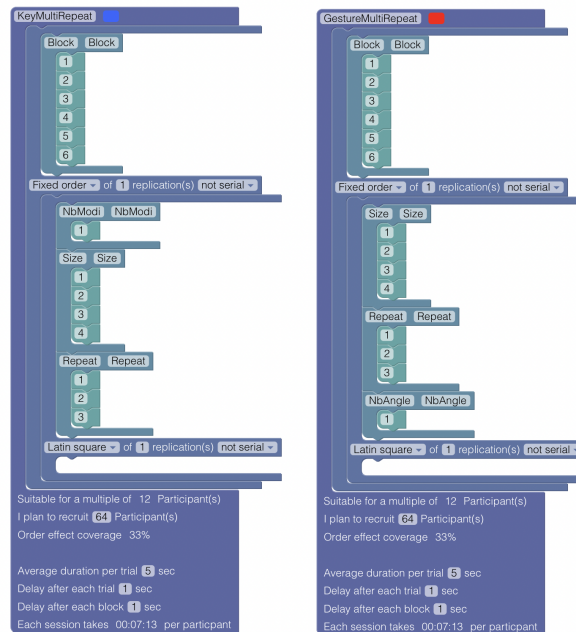 KeyMultiRepeat
Block Block
1
2
3
4
5
6
Fixed order of 1 replication(s) not serial
NbModi NbModi
1
Size Size
1
2
3
4
Repeat Repeat
1
2
3
Latin square of 1 replication(s) not serial
Suitable for a multiple of 12 Participant(s)
I plan to recruit 64 Participant(s)
Order effect coverage 33%
Average duration per trial 5 sec
Delay after each trial 1 sec
Delay after each block 1 sec
Each session takes 00:07:13 per particpant
GestureMultiRepeat
Block Block
1
2
3
4
5
6
Fixed order of 1 replication(s) not serial
Size Size
1
2
3
4
Repeat Repeat
1
2
3
NbAngle NbAngle
1
Latin square of 1 replication(s) not serial
Suitable for a multiple of 12 Participant(s)
I plan to recruit 64 Participant(s)
Order effect coverage 33%
Average duration per trial 5 sec
Delay after each trial 1 sec
Delay after each block 1 sec
Each session takes 00:07:13 per particpant